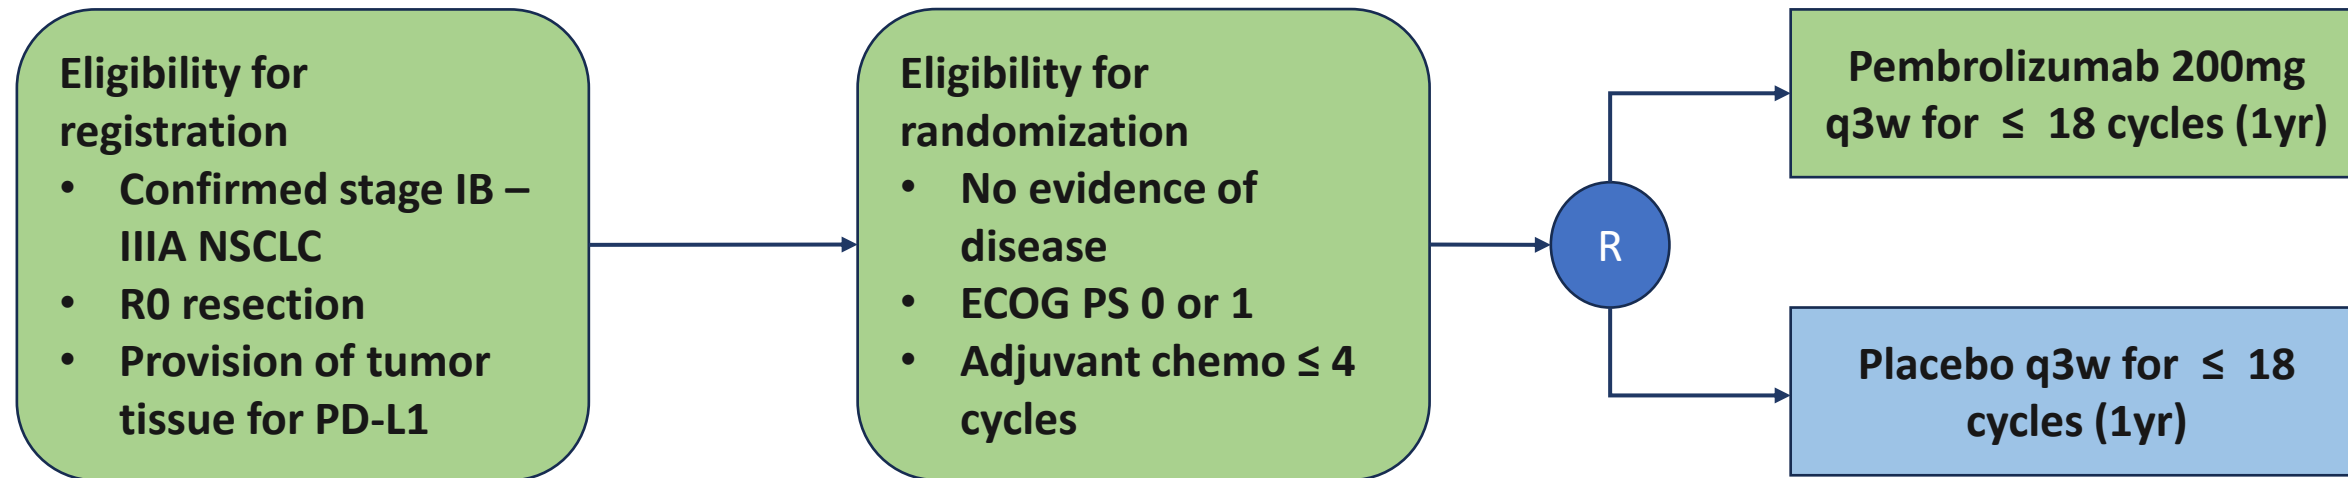 Eligibility for
registration
• Confirmed stage IB –
IIIA NSCLC
• R0 resection
• Provision of tumor
tissue for PD-L1
Eligibility for
randomization
• No evidence of
disease
• ECOG PS 0 or 1
• Adjuvant chemo ≤ 4
cycles
R
Pembrolizumab 200mg
q3w for ≤ 18 cycles (1yr)
Placebo q3w for ≤ 18
cycles (1yr)